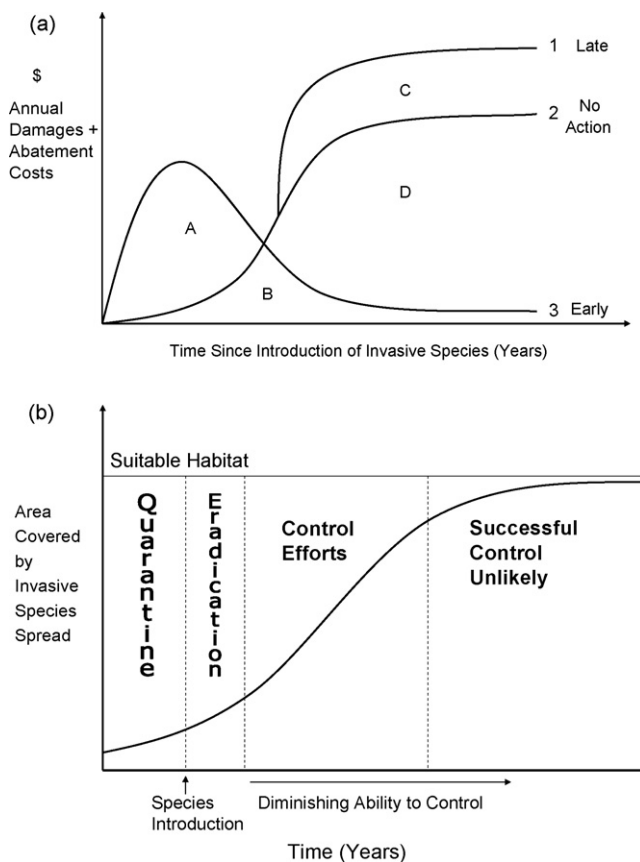 (a)
$
Annual
Damages +
Abatement
Costs
1 Late
C
2 No
Action
D
A
B
3 Early
Time Since Introduction of Invasive Species (Years)
(b)
Suitable Habitat
Area
Covered
by
Invasive
Species
Spread
Quarantine
Eradication
Control
Efforts
Successful
Control
Unlikely
Species
Introduction
Diminishing Ability to Control
Time (Years)